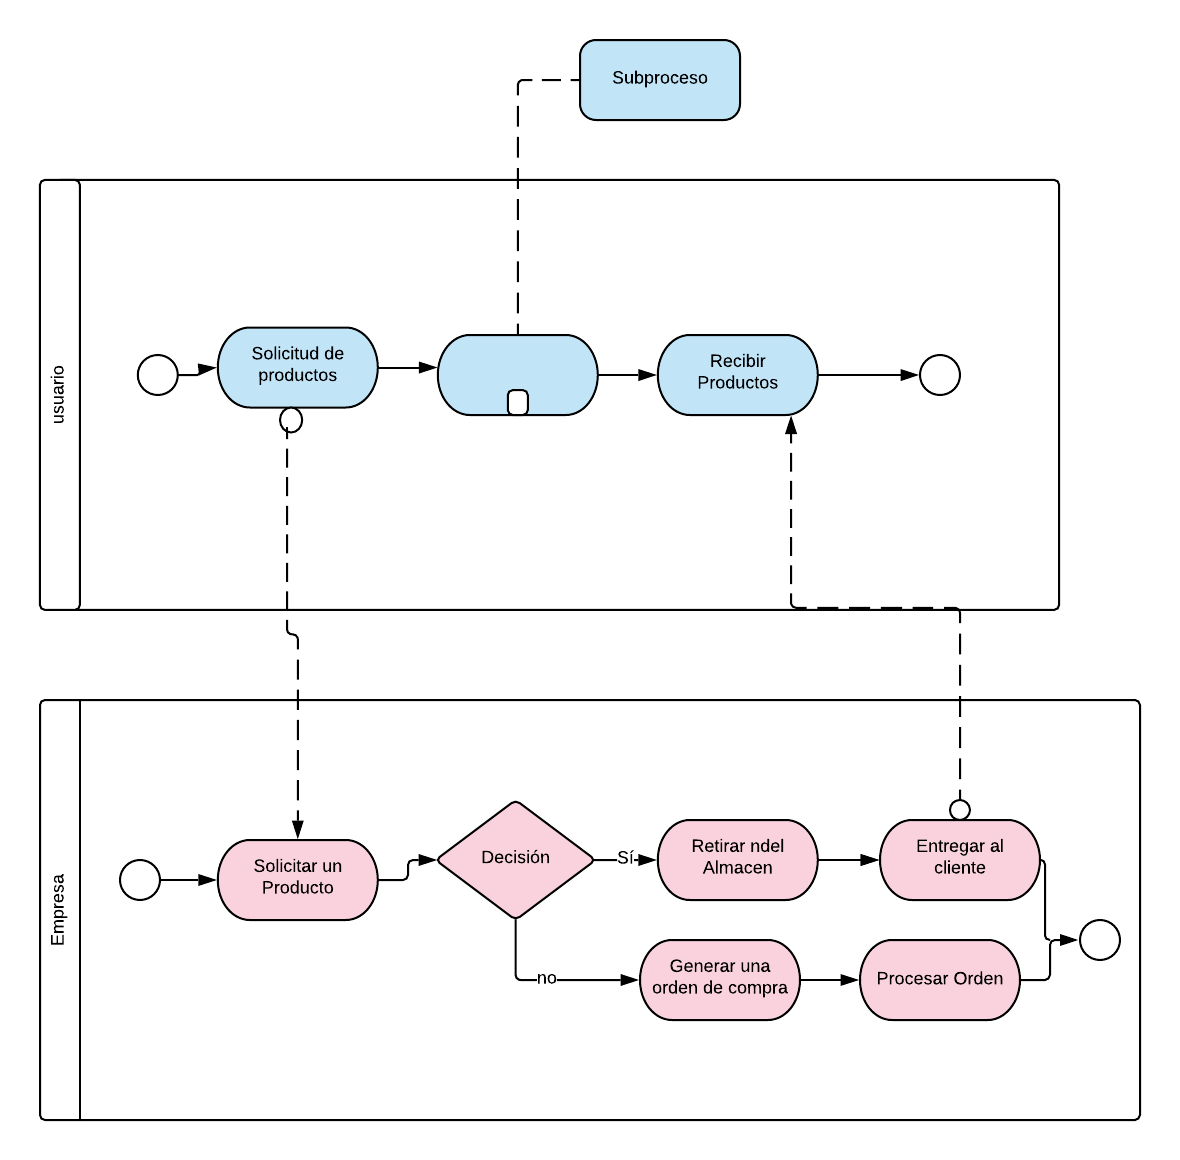 Subproceso
usuario
Solicitud de
productos
Recibir
Productos
Empresa
Solicitar un
Producto
Decisión
Sí
Retirar ndel
Almacen
Entregar al
cliente
no
Generar una
orden de compra
Procesar Orden